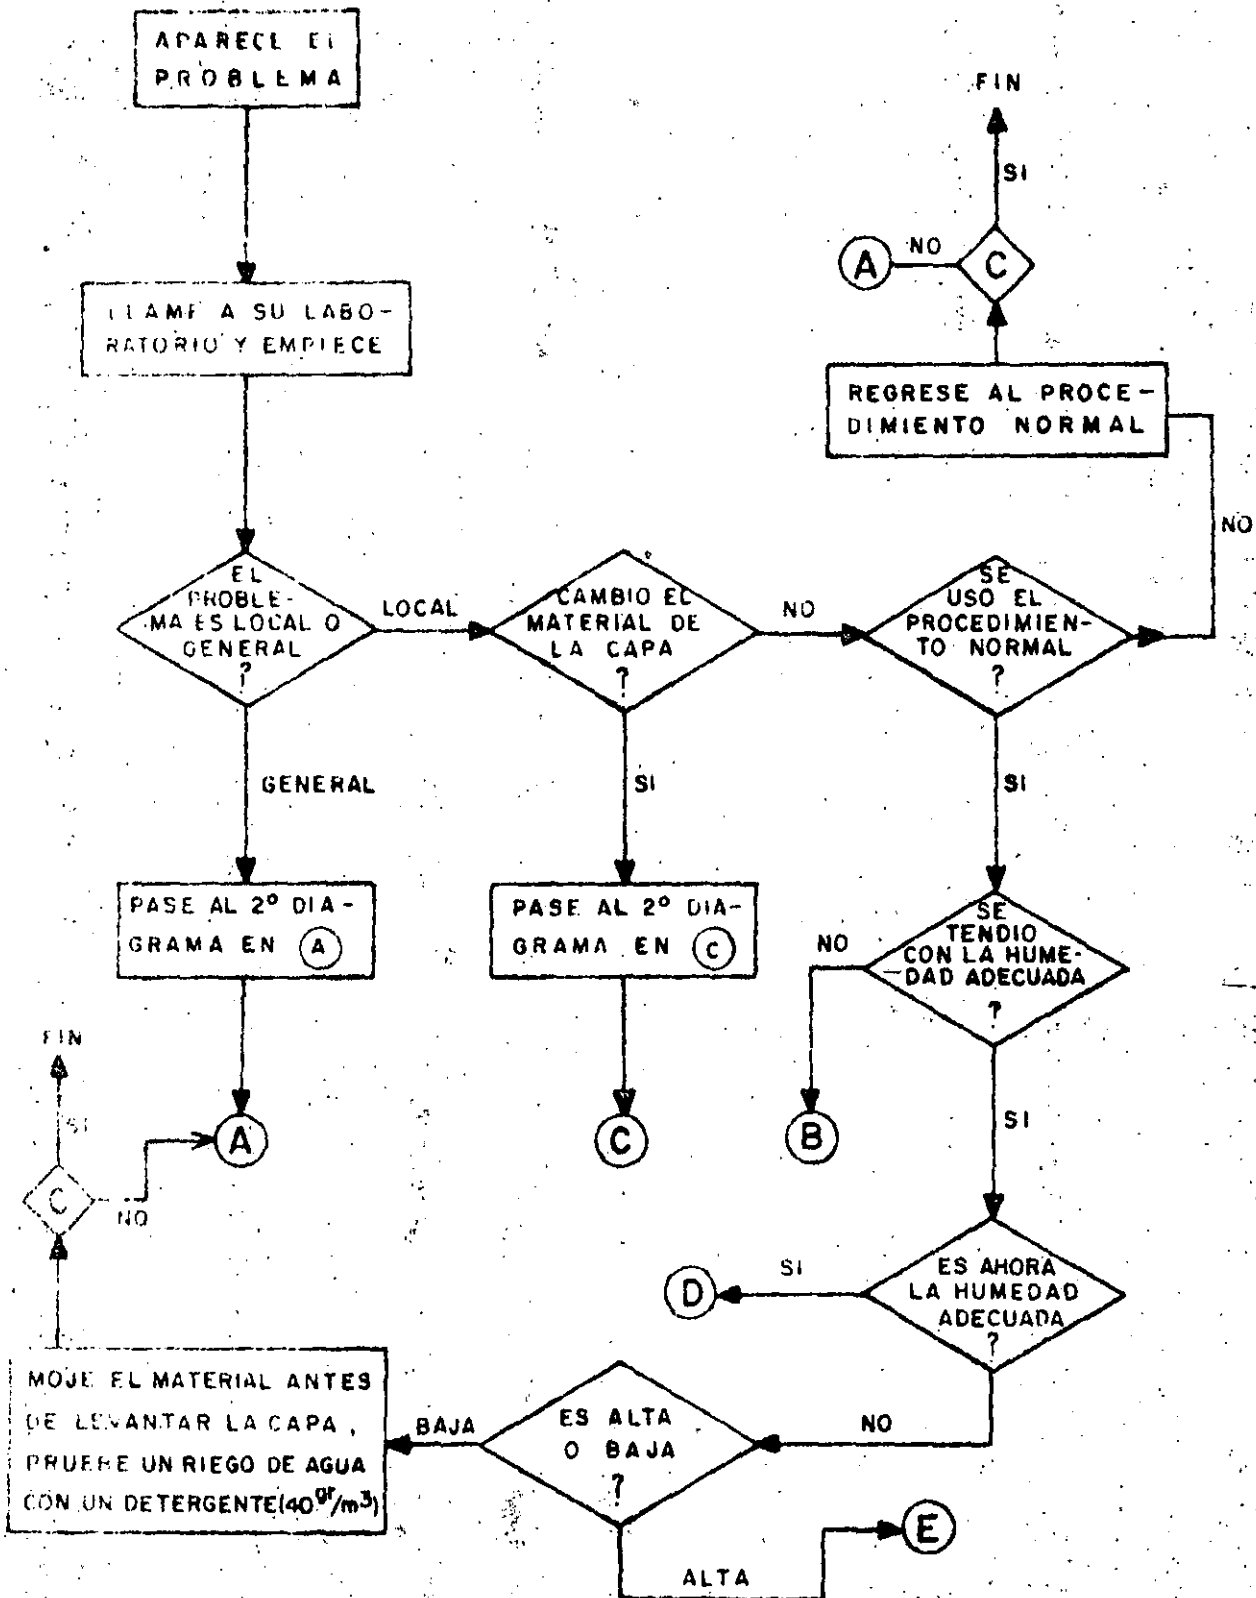 APARECE EL
PROBLEMA
LLAME A SU LABO-
RATORIO Y EMPIECE
EL
PROBLE-
MA ES LOCAL O
GENERAL
?
LOCAL
CAMBIO EL
MATERIAL DE
LA CAPA
?
NO
SE
USO EL
PROCEDIMIEN-
TO NORMAL
?
NO
REGRESE AL PROCE-
DIMIENTO NORMAL
C
NO
A
SI
FIN
GENERAL
PASE AL 2º DIA-
GRAMA EN A
A
SI
PASE AL 2º DIA-
GRAMA EN C
C
SI
SE
TENDIO
CON LA HUME-
DAD ADECUADA
?
NO
B
SI
ES AHORA
LA HUMEDAD
ADECUADA
?
SI
D
NO
ES ALTA
O BAJA
?
ALTA
E
BAJA
MOJE EL MATERIAL ANTES
DE LEVANTAR LA CAPA,
PRUEBE UN RIEGO DE AGUA
CON UN DETERGENTE (40 gr/m3)
C
NO
SI
FIN